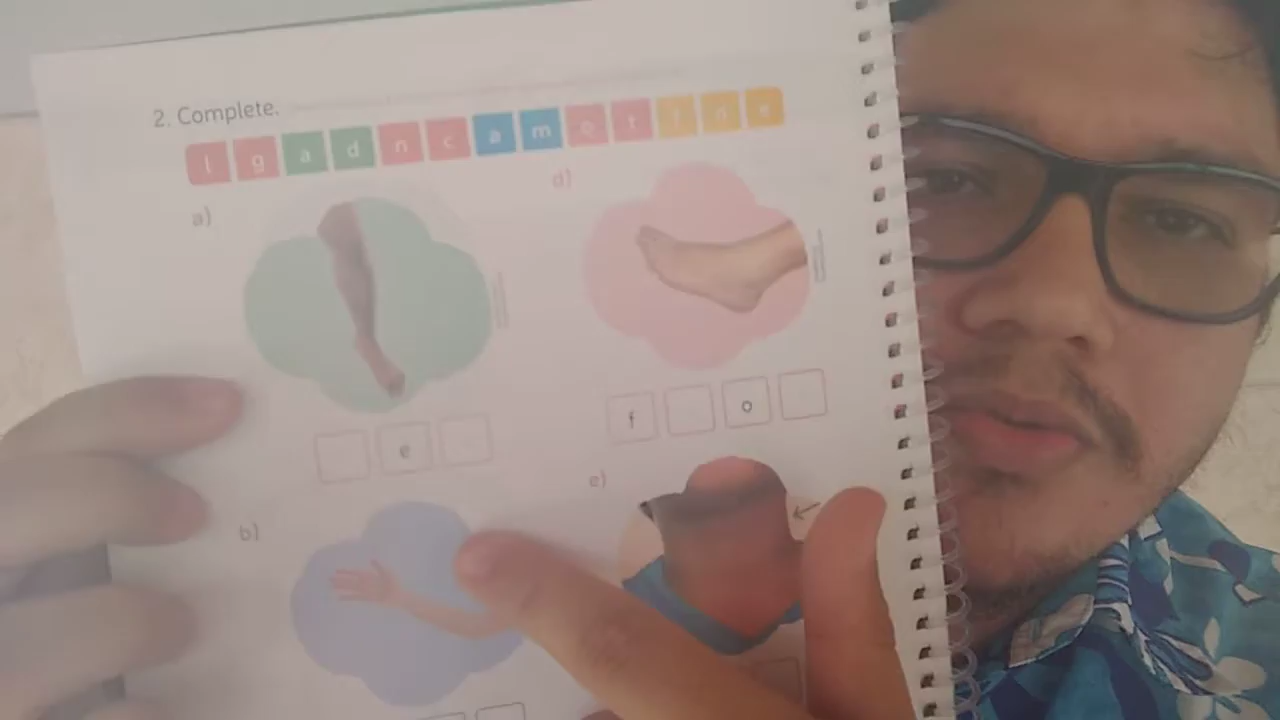 2. Complete.
l g a d n c a m o t i n e
a)
d)
e
f o
e)
b)